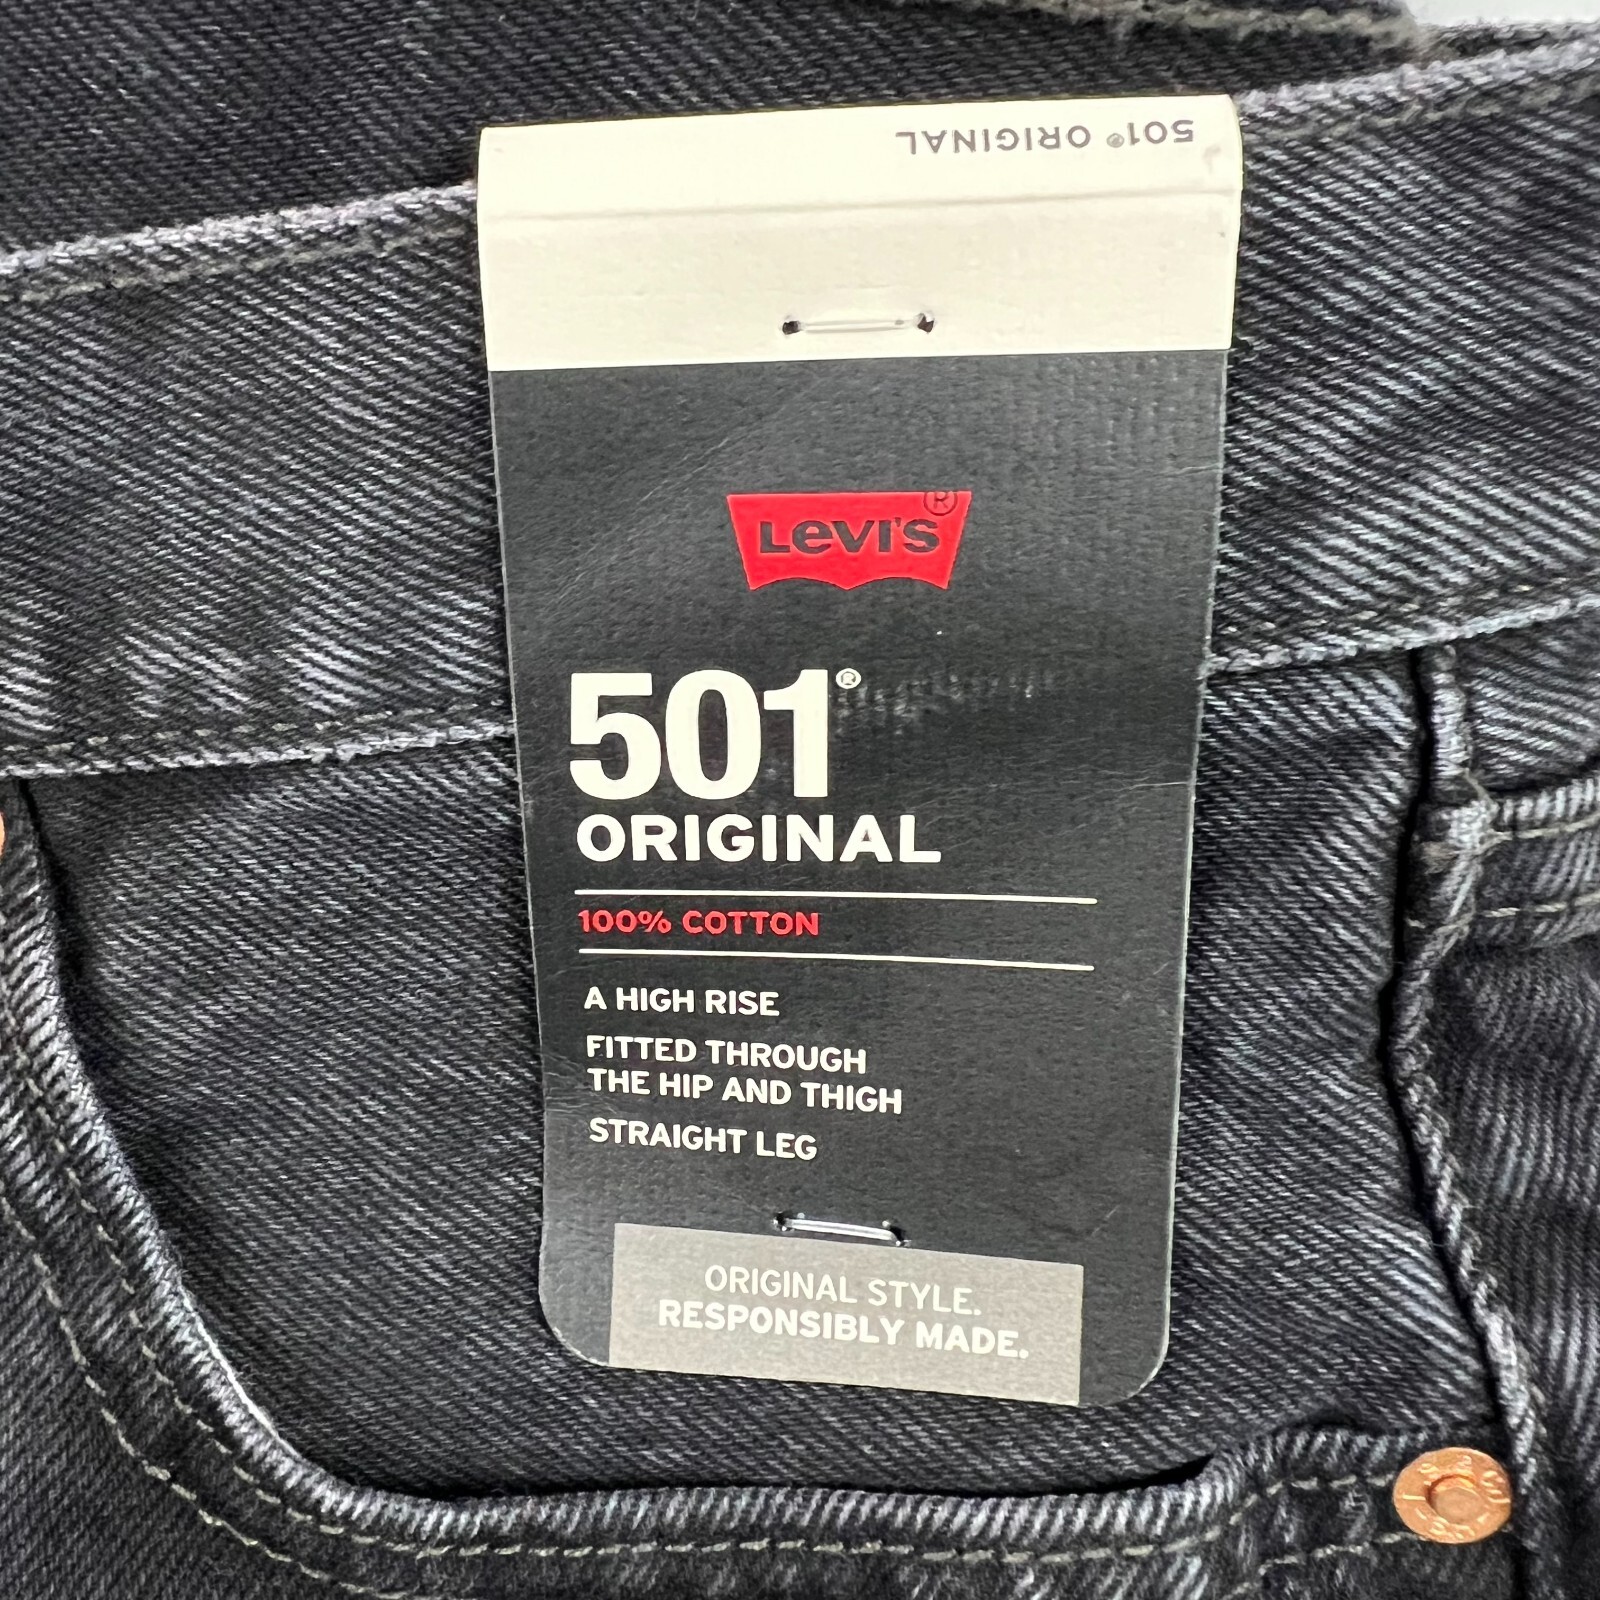 501® ORIGINAL
Levi's®
501®
ORIGINAL
100% COTTON
A HIGH RISE
FITTED THROUGH
THE HIP AND THIGH
STRAIGHT LEG
ORIGINAL STYLE.
RESPONSIBLY MADE.